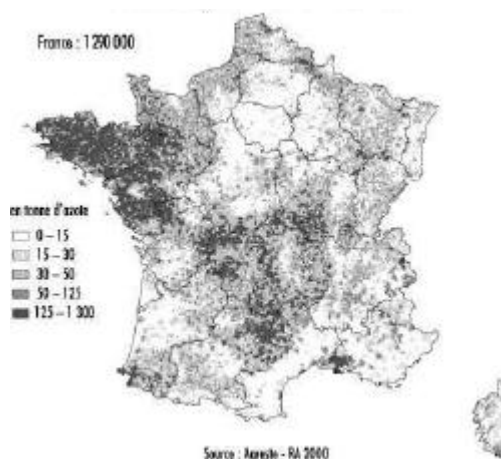 France : 1 290 000
en tonne d'azote
0 – 15
15 – 30
30 – 50
50 – 125
125 – 1 300
Source : Agreste - RA 2000